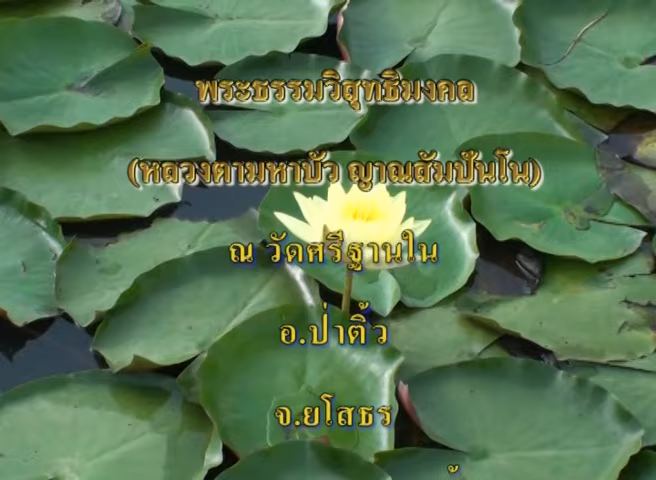 พระธรรมวิสุทธิมงคล
(หลวงตามหาบัว ญาณสัมปันโน)
ณ วัดศรีฐานใน
อ.ป่าติ้ว
จ.ยโสธร